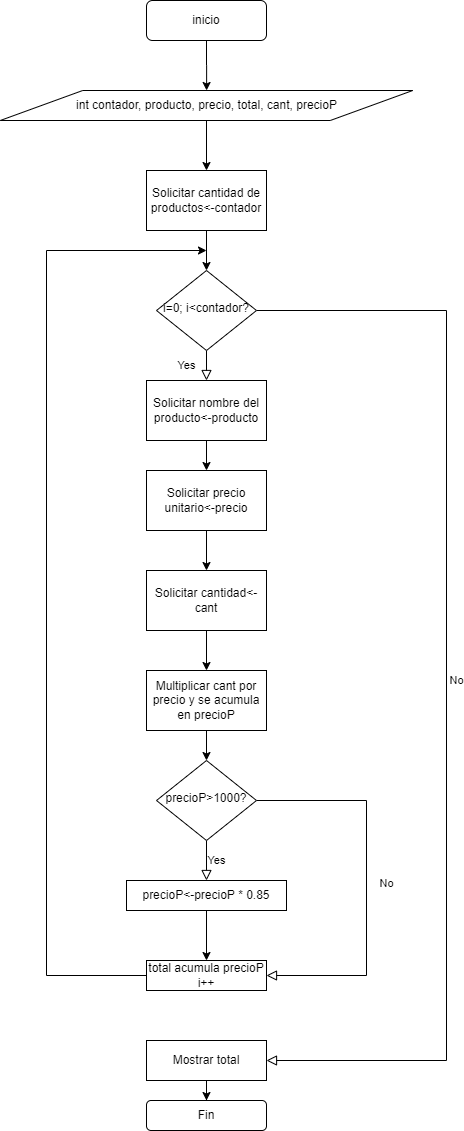 inicio
int contador, producto, precio, total, cant, precioP
Solicitar cantidad de
productos<-contador
i=0; i<contador?
Yes
Solicitar nombre del
producto<-producto
Solicitar precio
unitario<-precio
Solicitar cantidad<-
cant
No
Multiplicar cant por
precio y se acumula
en precioP
precioP>1000?
Yes
No
precioP<-precioP * 0.85
total acumula precioP
i++
Mostrar total
Fin